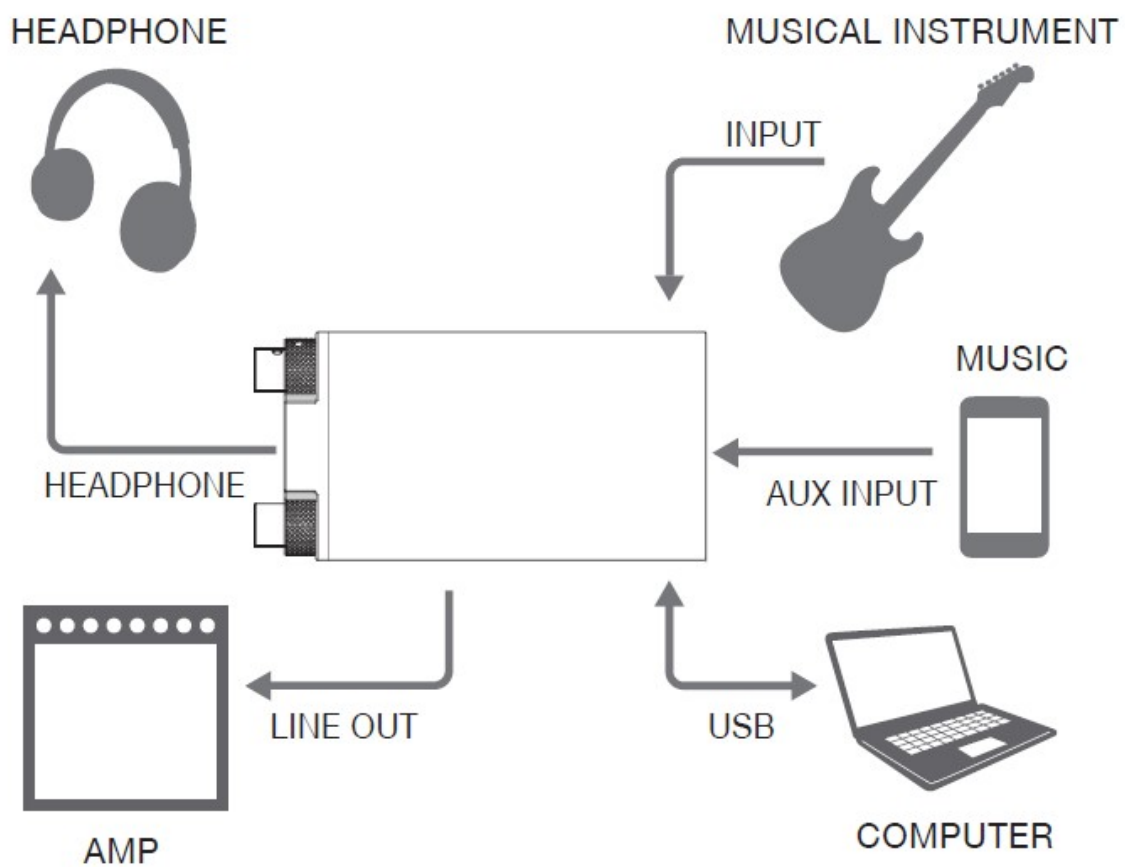 HEADPHONE
MUSICAL INSTRUMENT
INPUT
MUSIC
HEADPHONE
AUX INPUT
LINE OUT
USB
AMP
COMPUTER